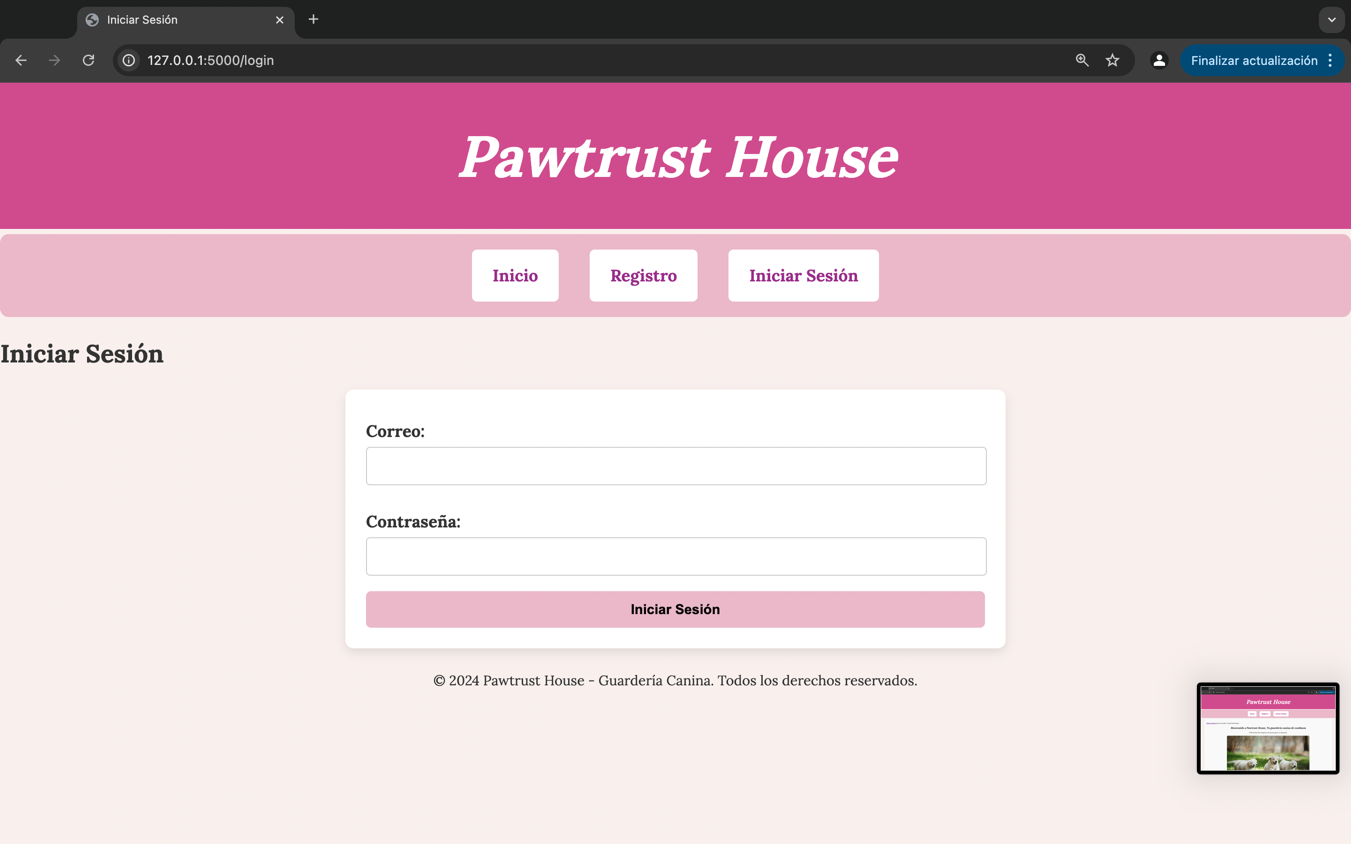 Iniciar Sesión
127.0.0.1:5000/login
Finalizar actualización
Pawtrust House
Inicio
Registro
Iniciar Sesión
Iniciar Sesión
Correo:
Contraseña:
Iniciar Sesión
© 2024 Pawtrust House - Guardería Canina. Todos los derechos reservados.
Pawtrust House